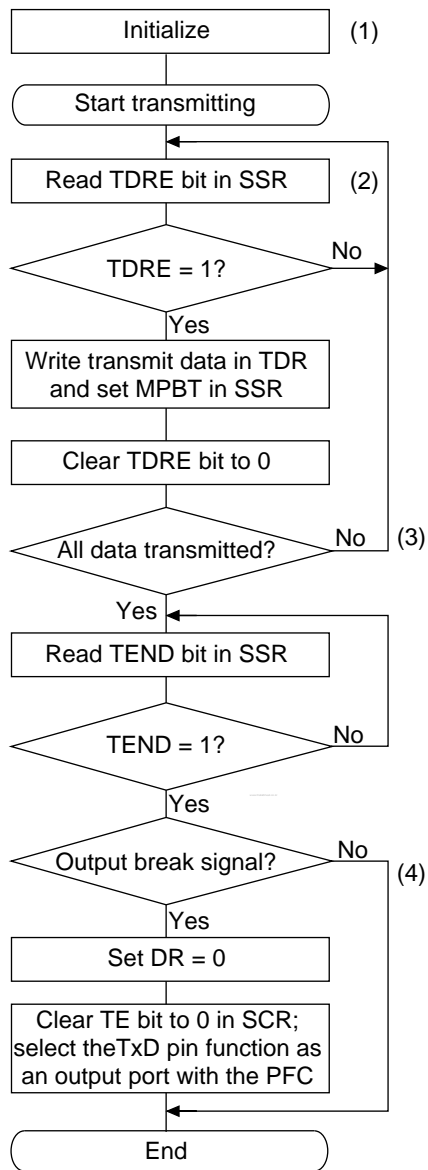 Initialize
(1)
Start transmitting
Read TDRE bit in SSR
(2)
TDRE = 1?
No
Yes
Write transmit data in TDR
and set MPBT in SSR
Clear TDRE bit to 0
All data transmitted?
No
(3)
Yes
Read TEND bit in SSR
TEND = 1?
No
Yes
Output break signal?
No
(4)
Yes
Set DR = 0
Clear TE bit to 0 in SCR;
select theTxD pin function as
an output port with the PFC
End